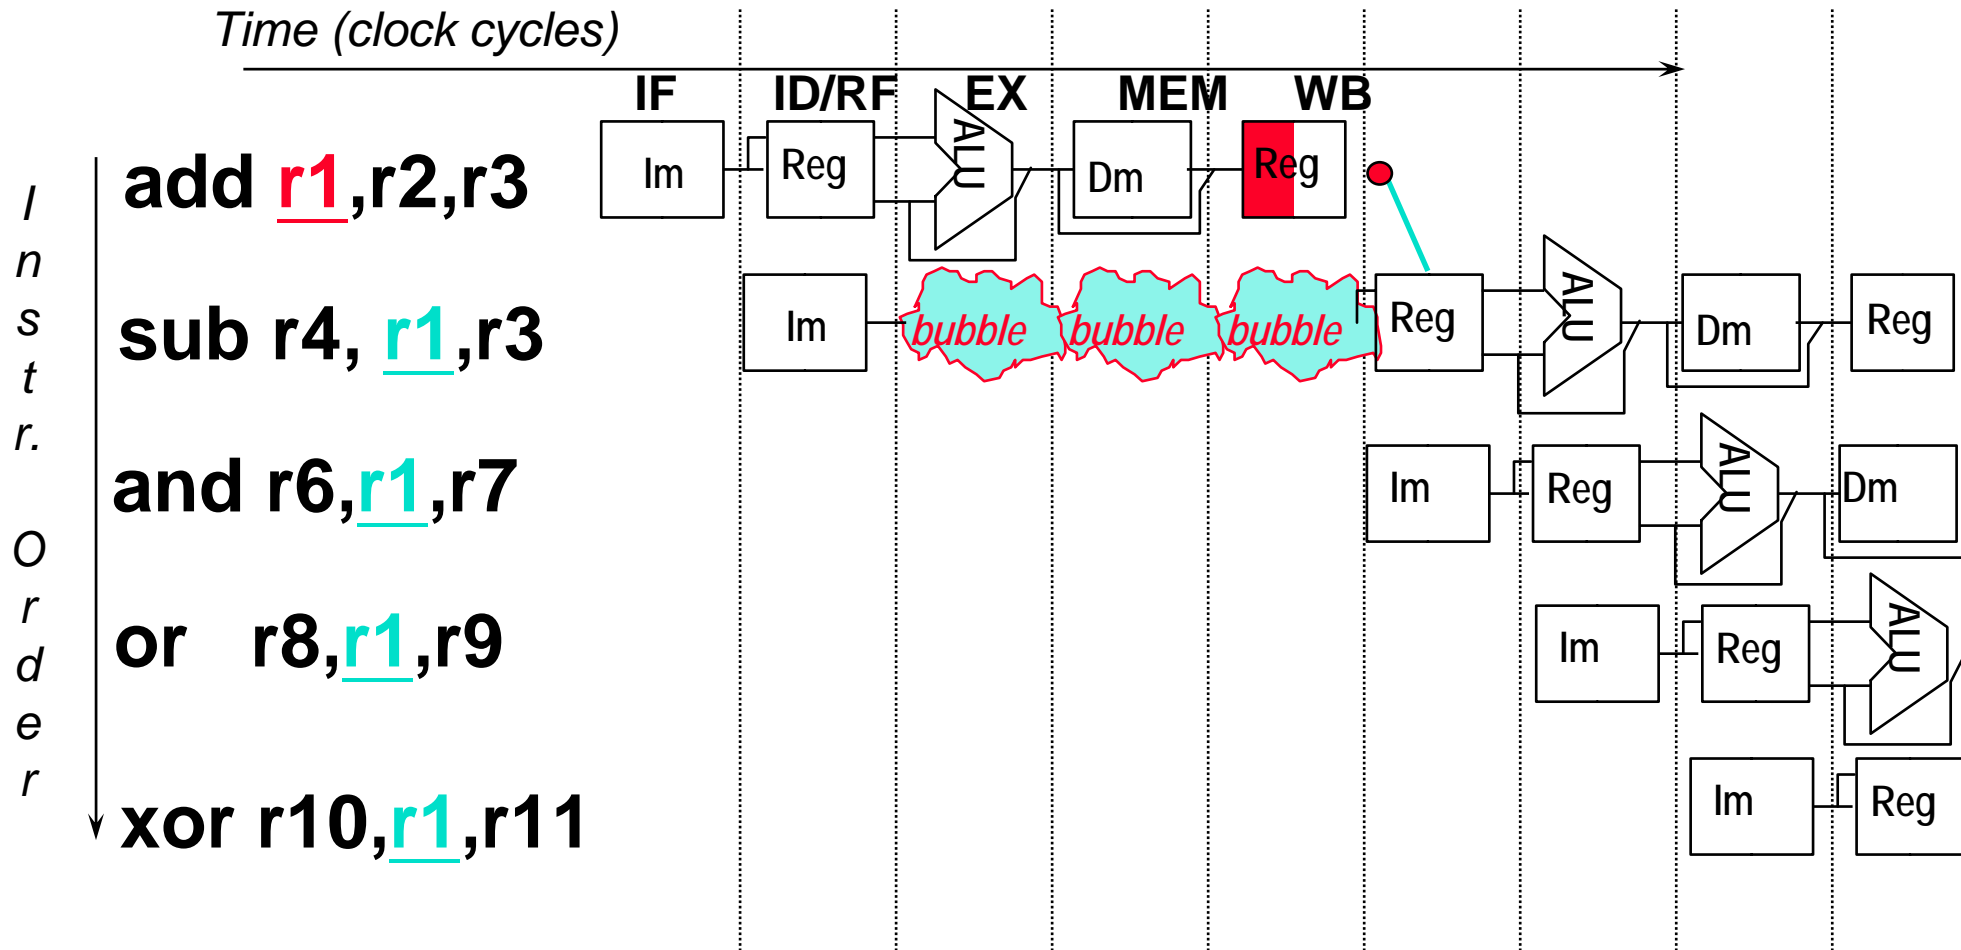 Time (clock cycles)
IF ID/RF EX MEM WB
Instr. Order
add r1,r2,r3
Im Reg ALU Dm Reg
sub r4, r1,r3
Im bubble bubble bubble Reg ALU Dm Reg
and r6,r1,r7
Im Reg ALU Dm
or r8,r1,r9
Im Reg ALU
xor r10,r1,r11
Im Reg